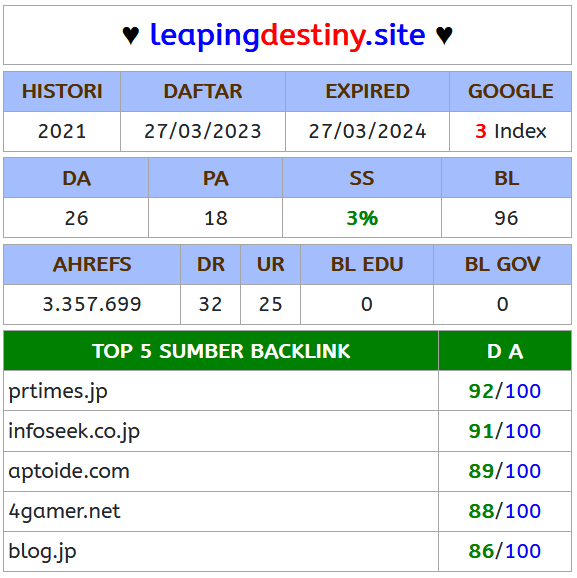 ♥ leapingdestiny.site ♥
HISTORI DAFTAR EXPIRED GOOGLE
2021 27/03/2023 27/03/2024 3 Index
DA PA SS BL
26 18 3% 96
AHREFS DR UR BL EDU BL GOV
3.357.699 32 25 0 0
TOP 5 SUMBER BACKLINK D A
prtimes.jp 92/100
infoseek.co.jp 91/100
aptoide.com 89/100
4gamer.net 88/100
blog.jp 86/100